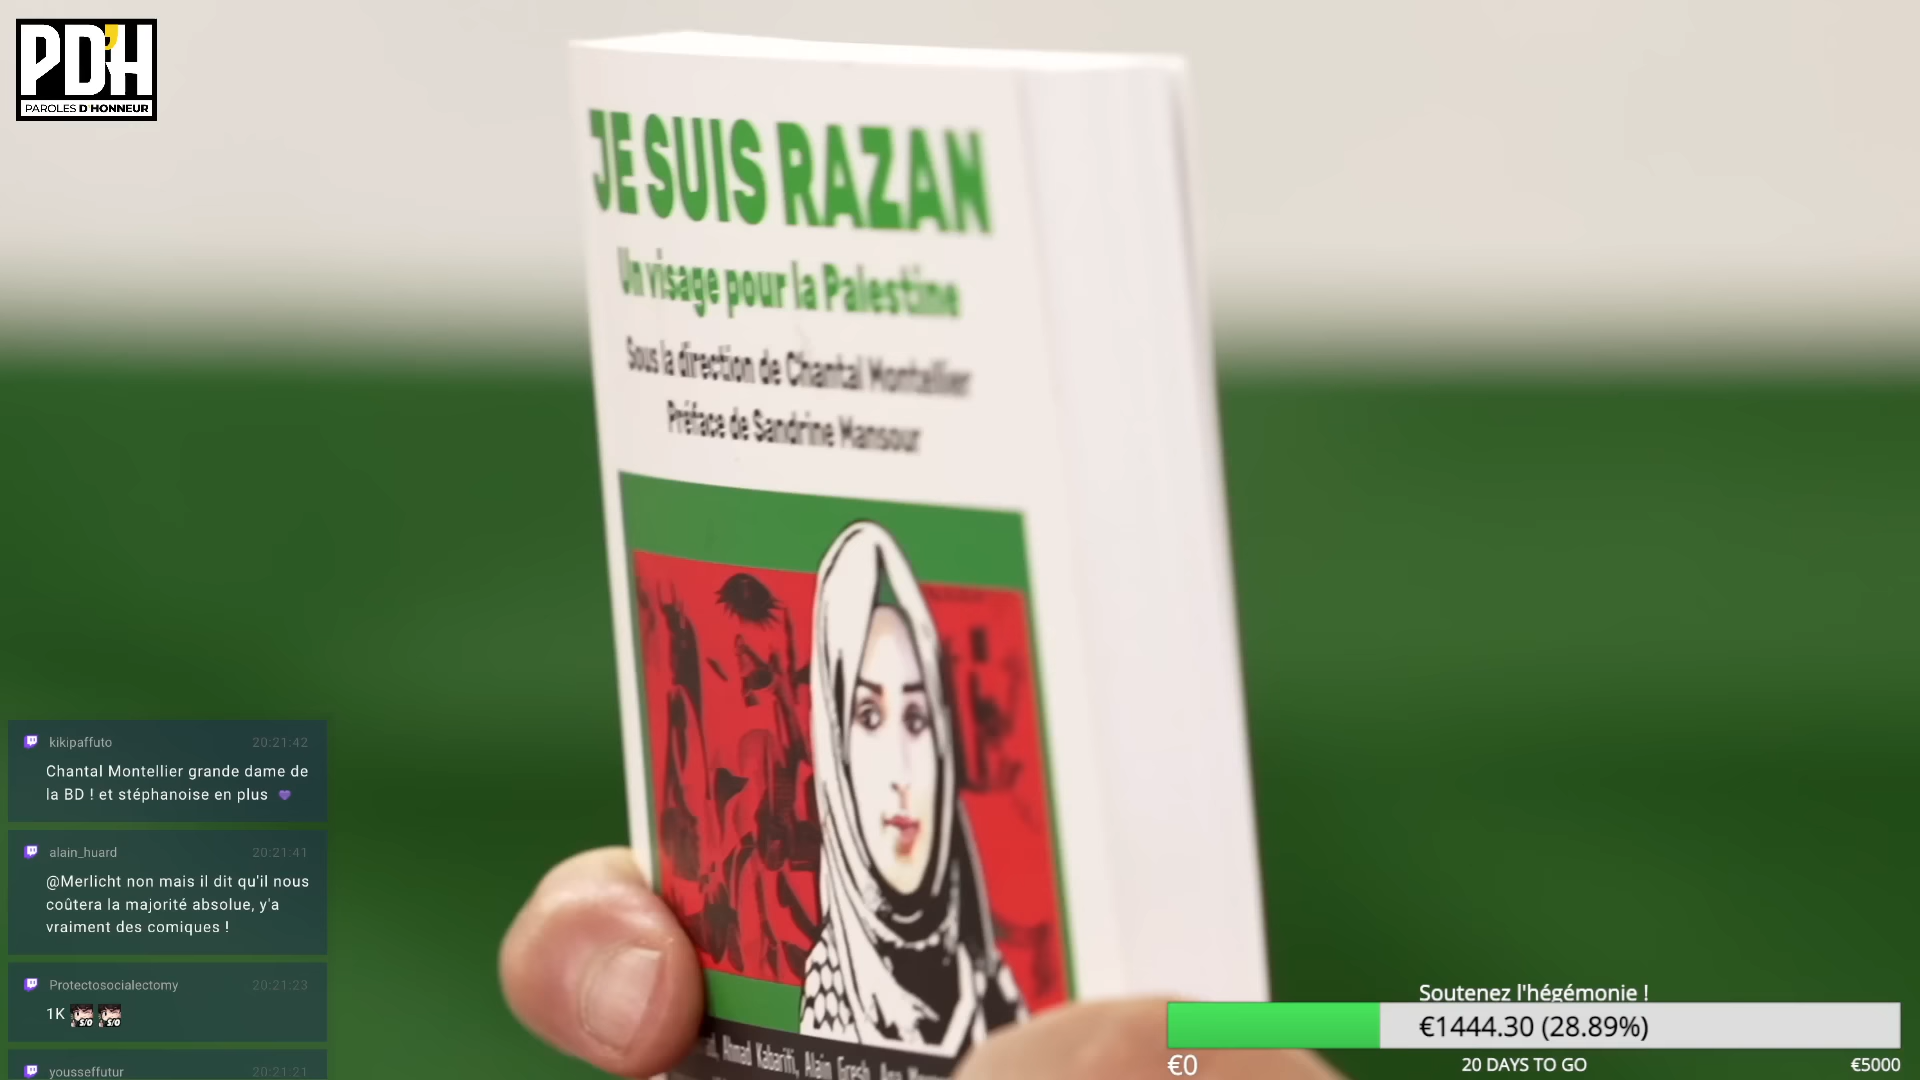 PD'H
PAROLES D'HONNEUR
JE SUIS RAZAN
Un visage pour la Palestine
Sous la direction de Chantal Montellier
Préface de Sandrine Mansour
Ahmad Kabariti, Alain Gresh,
kikipaffuto 20:21:42
Chantal Montellier grande dame de
la BD ! et stéphanoise en plus 💜
alain_huard 20:21:41
@Merlicht non mais il dit qu'il nous
coûtera la majorité absolue, y'a
vraiment des comiques !
Protectosocialectomy 20:21:23
1K S/O S/O
yousseffutur 20:21:21
Soutenez l'hégémonie !
€1444.30 (28.89%)
€0 20 DAYS TO GO €5000